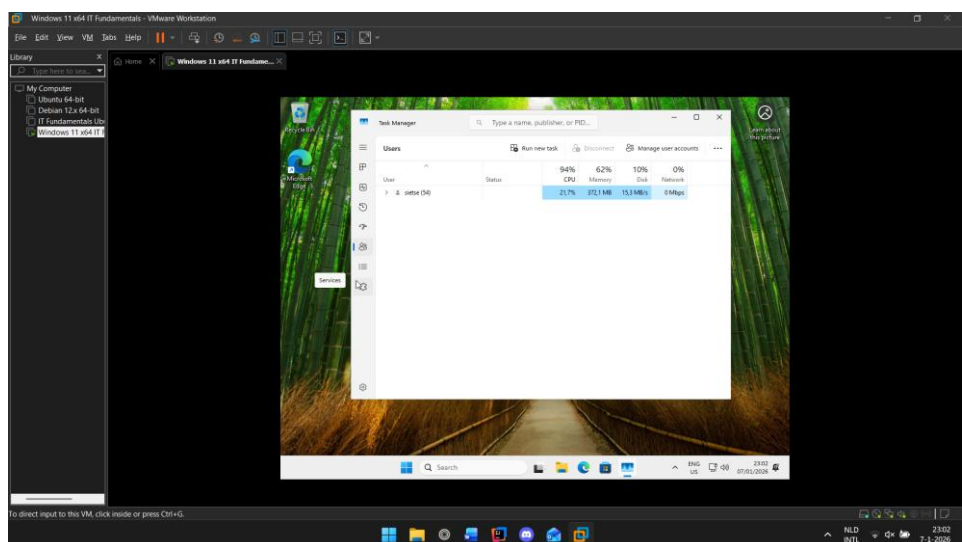 Windows 11 x64 IT Fundamentals - VMware Workstation
File Edit View VM Tabs Help
Library X
Home X Windows 11 x64 IT Fundame... X
Type here to sea...
My Computer
Ubuntu 64-bit
Debian 12.x 64-bit
IT Fundamentals Ubu
Windows 11 x64 IT F
Recycle Bin
Microsoft Edge
Learn about this picture
Task Manager
Type a name, publisher, or PID...
Users
Run new task Disconnect Manage user accounts ...
94% 62% 10% 0%
User Status CPU Memory Disk Network
sietse (54) 21,7% 372,1 MB 15,3 MB/s 0 Mbps
Services
Search
ENG
US
23:02
07/01/2026
To direct input to this VM, click inside or press Ctrl+G.
NLD
INTL
23:02
7-1-2026